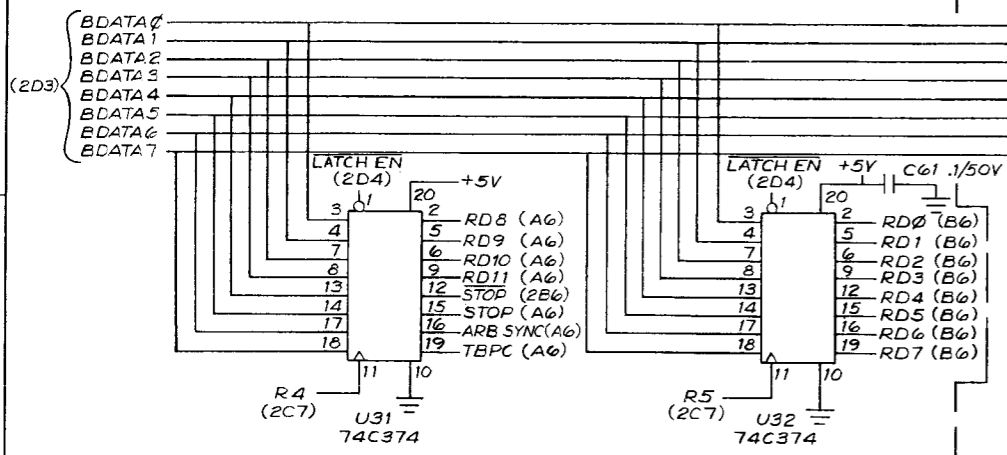 BDATA0
BDATA1
BDATA2
BDATA3
(2D3)
BDATA4
BDATA5
BDATA6
BDATA7
LATCH EN
(2D4)
1
20
+5V
3
4
7
8
13
14
17
18
2
5
6
9
12
15
16
19
RD8 (A6)
RD9 (A6)
RD10 (A6)
RD11 (A6)
STOP (2B6)
STOP (A6)
ARB SYNC(A6)
TBPC (A6)
11
10
R4
(2C7)
U31
74C374
LATCH EN
(2D4)
1
+5V
C61 .1/50V
20
3
4
7
8
13
14
17
18
2
5
6
9
12
15
16
19
RD0 (B6)
RD1 (B6)
RD2 (B6)
RD3 (B6)
RD4 (B6)
RD5 (B6)
RD6 (B6)
RD7 (B6)
11
10
R5
(2C7)
U32
74C374